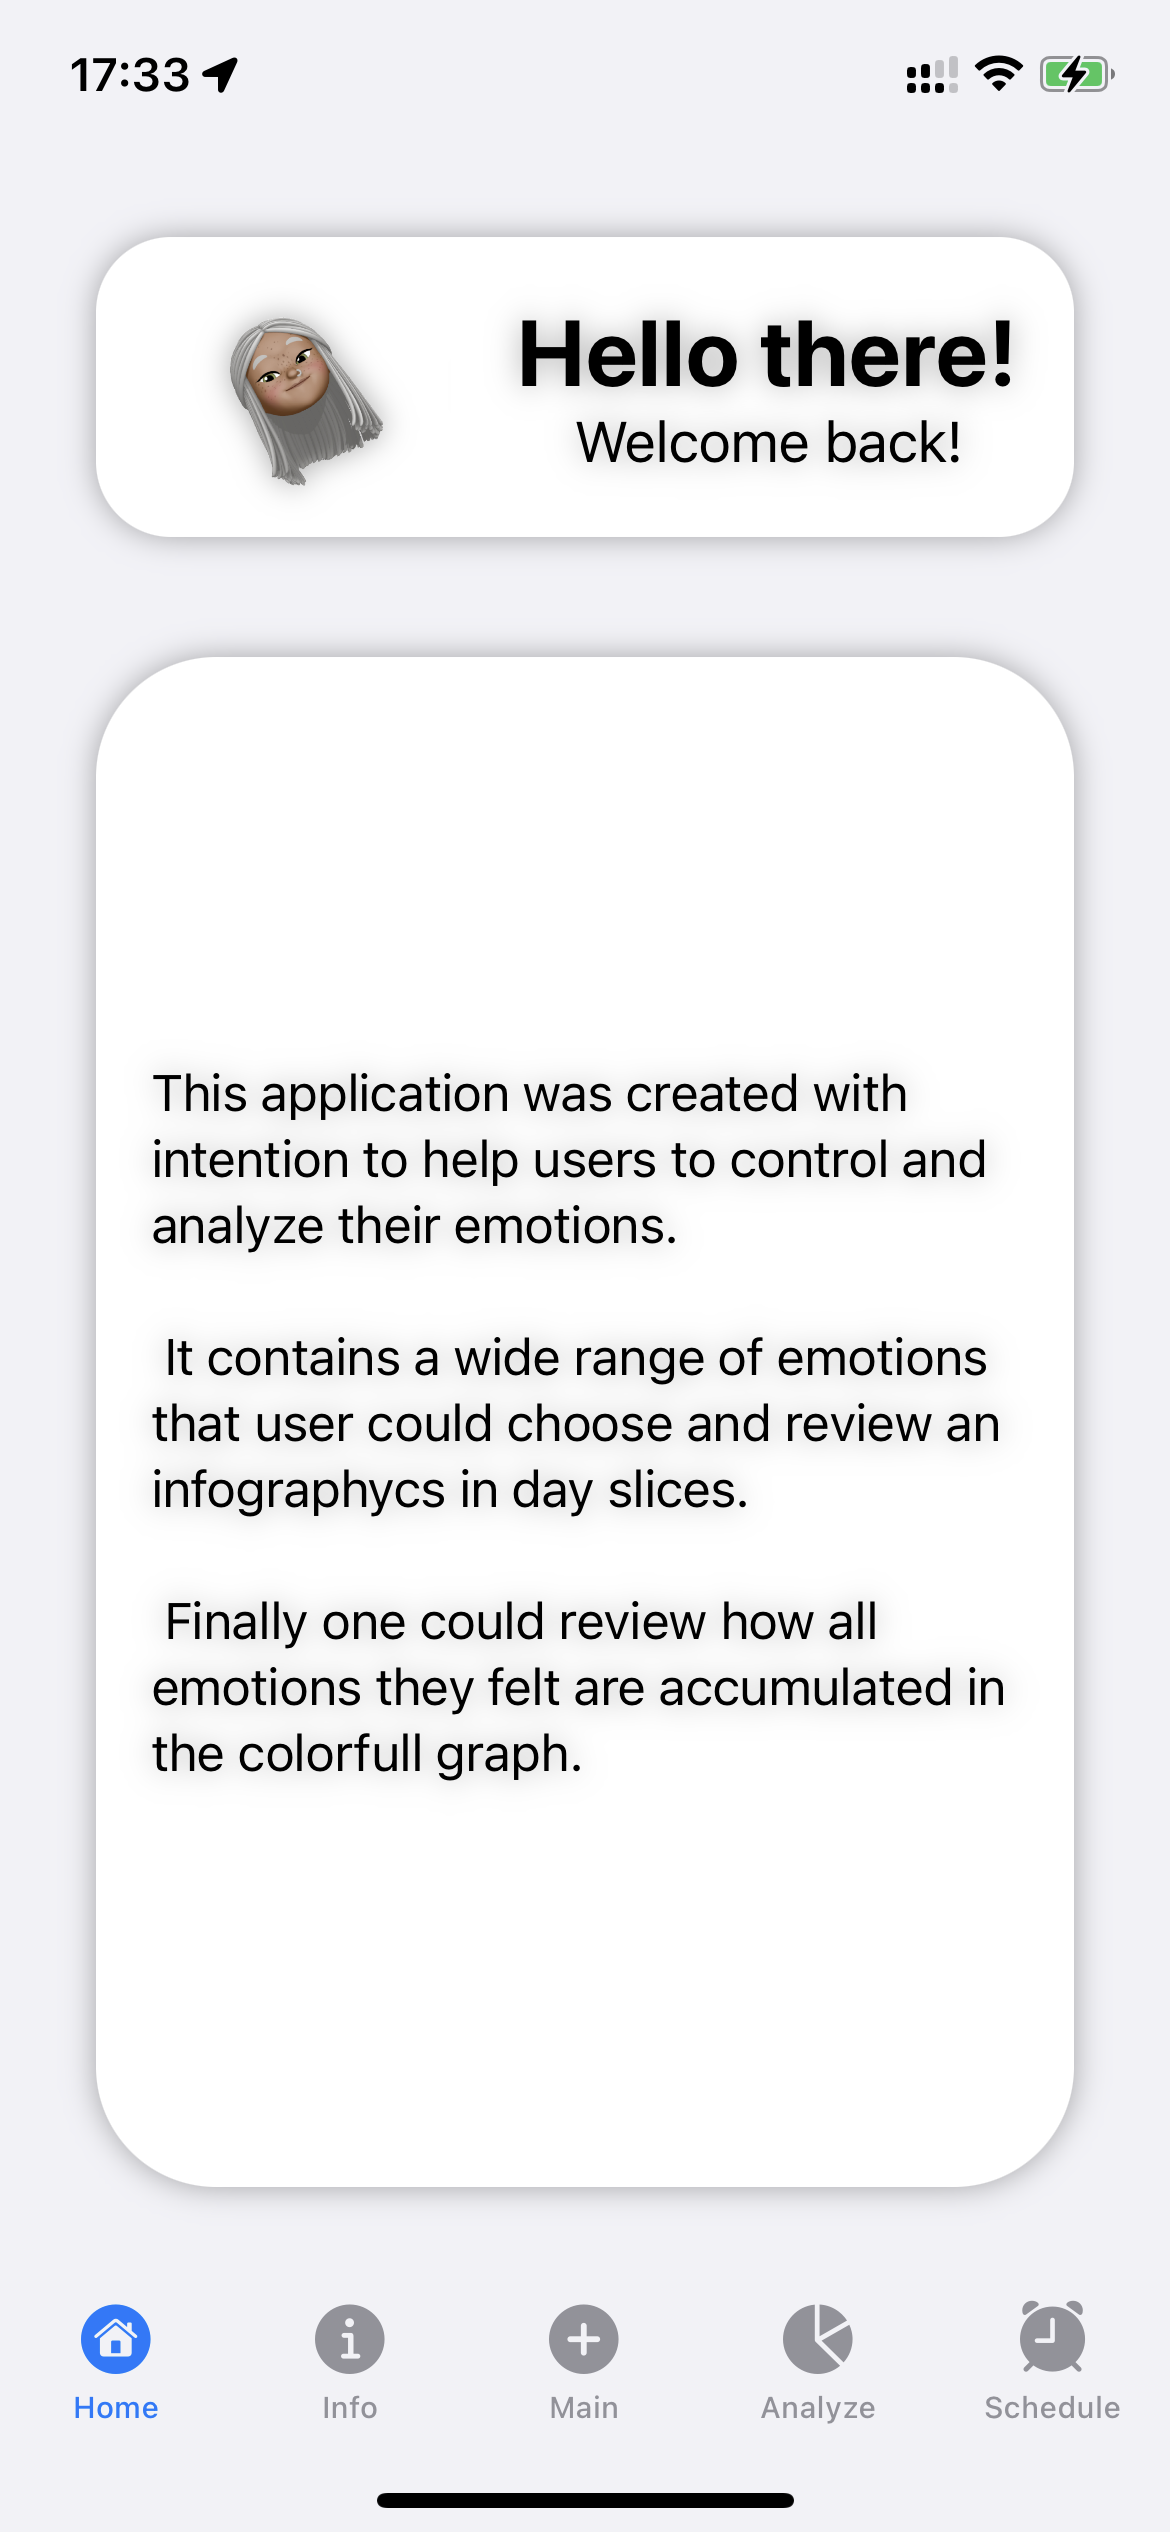 17:33
Hello there!
Welcome back!
This application was created with
intention to help users to control and
analyze their emotions.
It contains a wide range of emotions
that user could choose and review an
infographycs in day slices.
Finally one could review how all
emotions they felt are accumulated in
the colorfull graph.
Home
Info
Main
Analyze
Schedule